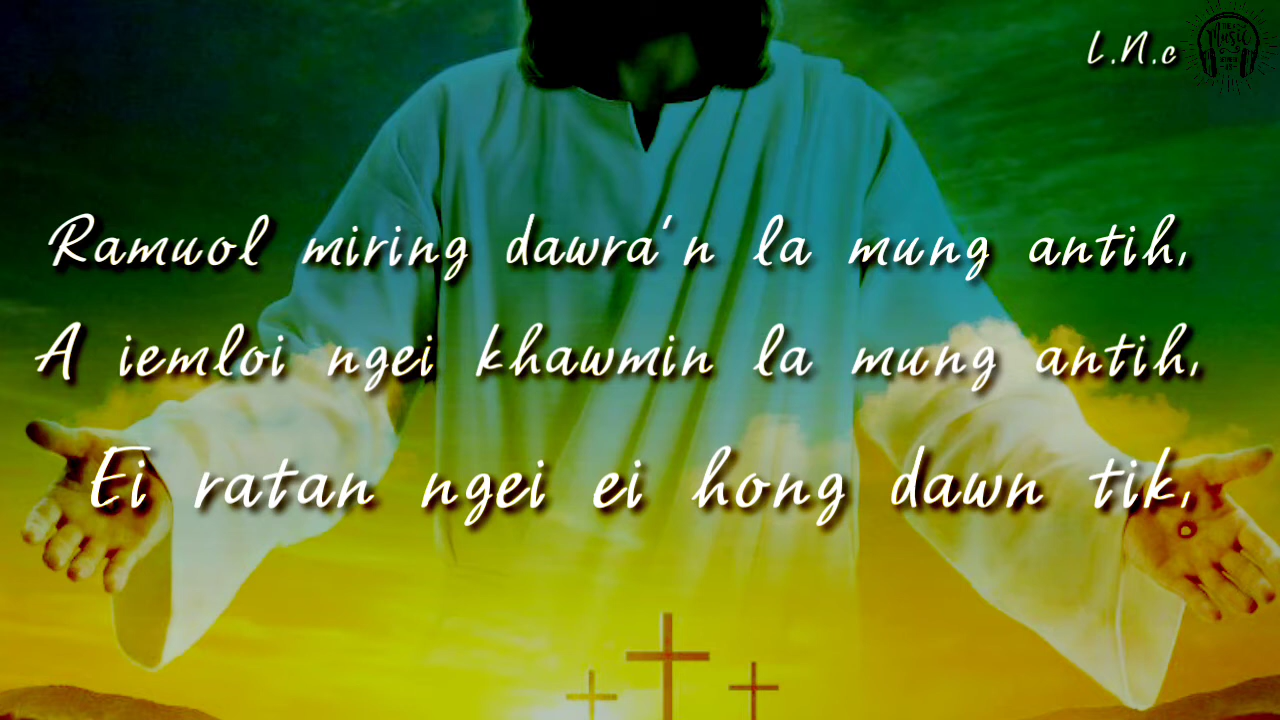 L.N.c
Music
Ramuol miring dawra'n la mung antih,
A iemloi ngei khawmin la mung antih,
Ei ratan ngei ei hong dawn tik,